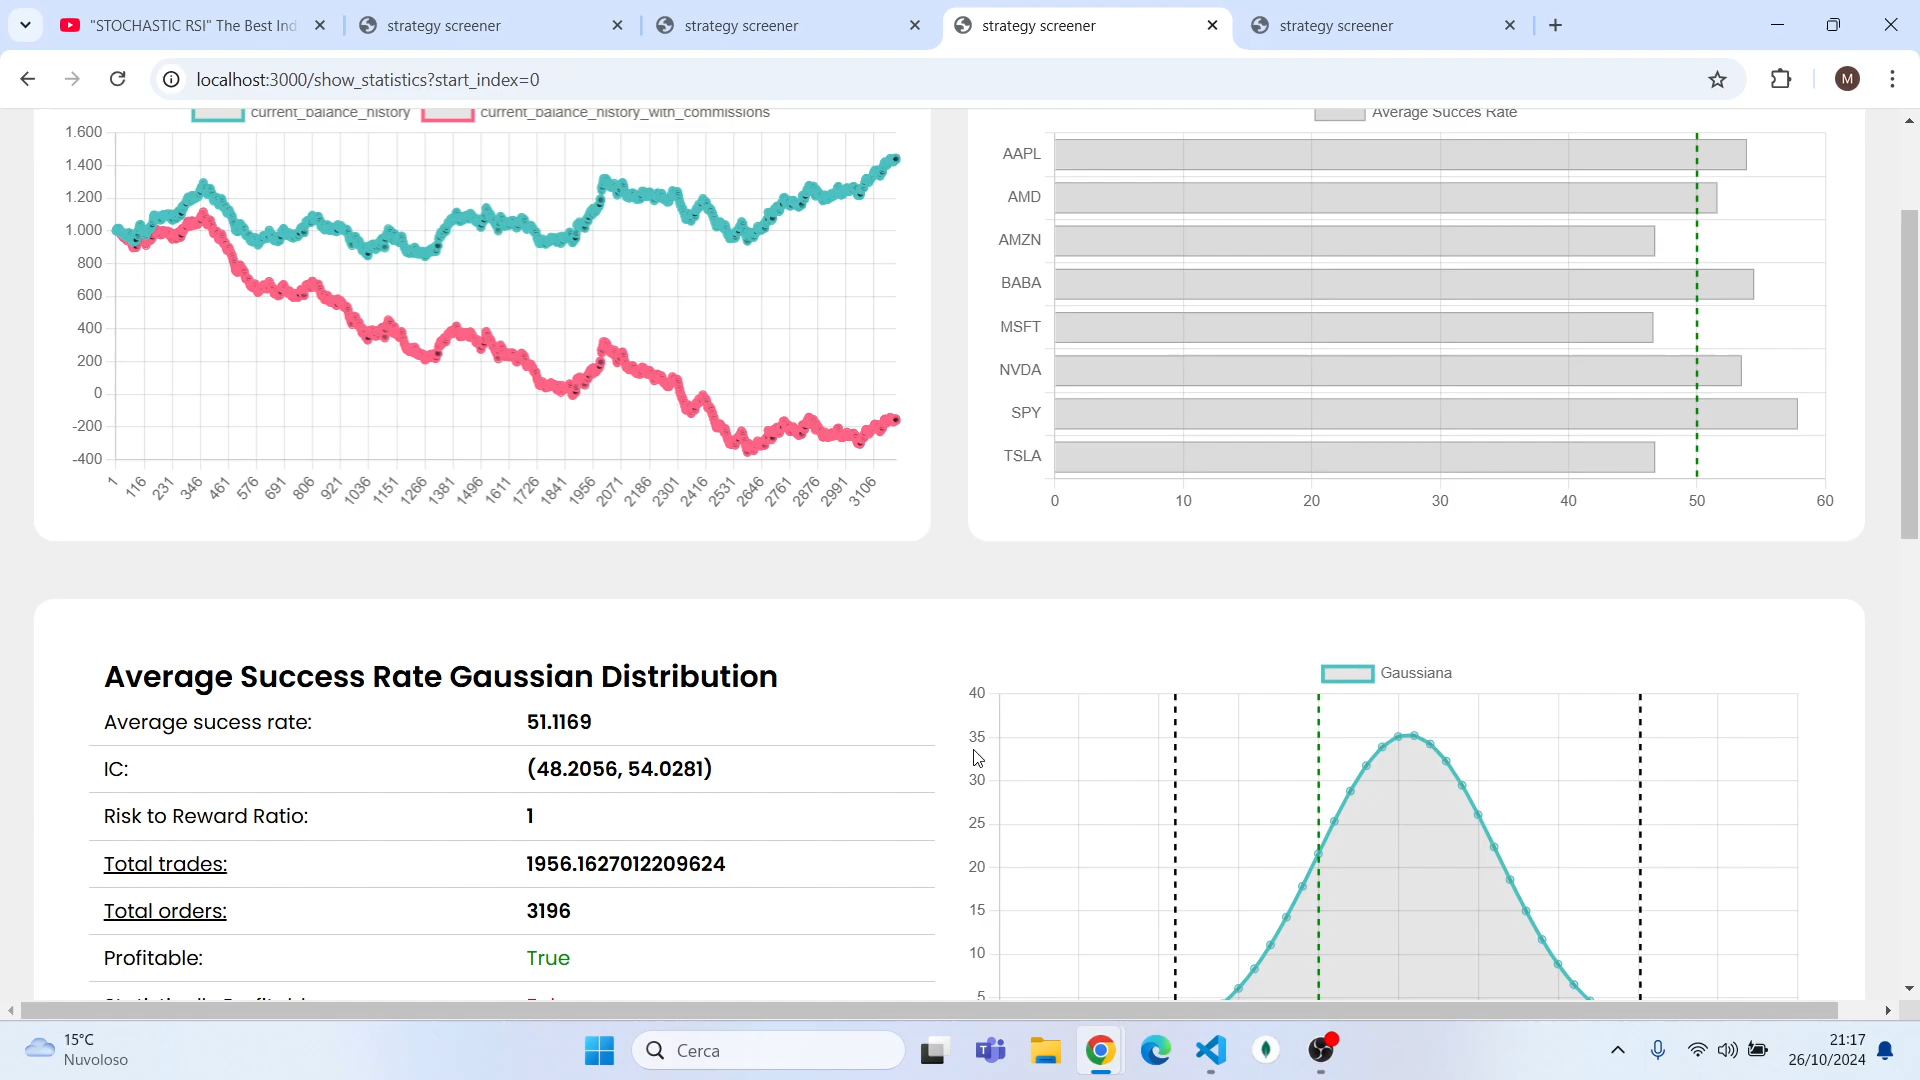 "STOCHASTIC RSI" The Best Ind
strategy screener
strategy screener
strategy screener
strategy screener
localhost:3000/show_statistics?start_index=0
M
current_balance_history
current_balance_history_with_commissions
1.600
1.400
1.200
1.000
800
600
400
200
0
-200
-400
1 116 231 346 461 576 691 806 921 1036 1151 1266 1381 1496 1611 1726 1841 1956 2071 2186 2301 2416 2531 2646 2761 2876 2991 3106
Average Succes Rate
AAPL
AMD
AMZN
BABA
MSFT
NVDA
SPY
TSLA
0 10 20 30 40 50 60
Average Success Rate Gaussian Distribution
Average sucess rate: 51.1169
IC: (48.2056, 54.0281)
Risk to Reward Ratio: 1
Total trades: 1956.1627012209624
Total orders: 3196
Profitable: True
Gaussiana
40
35
30
25
20
15
10
5
15°C
Nuvoloso
Cerca
21:17
26/10/2024